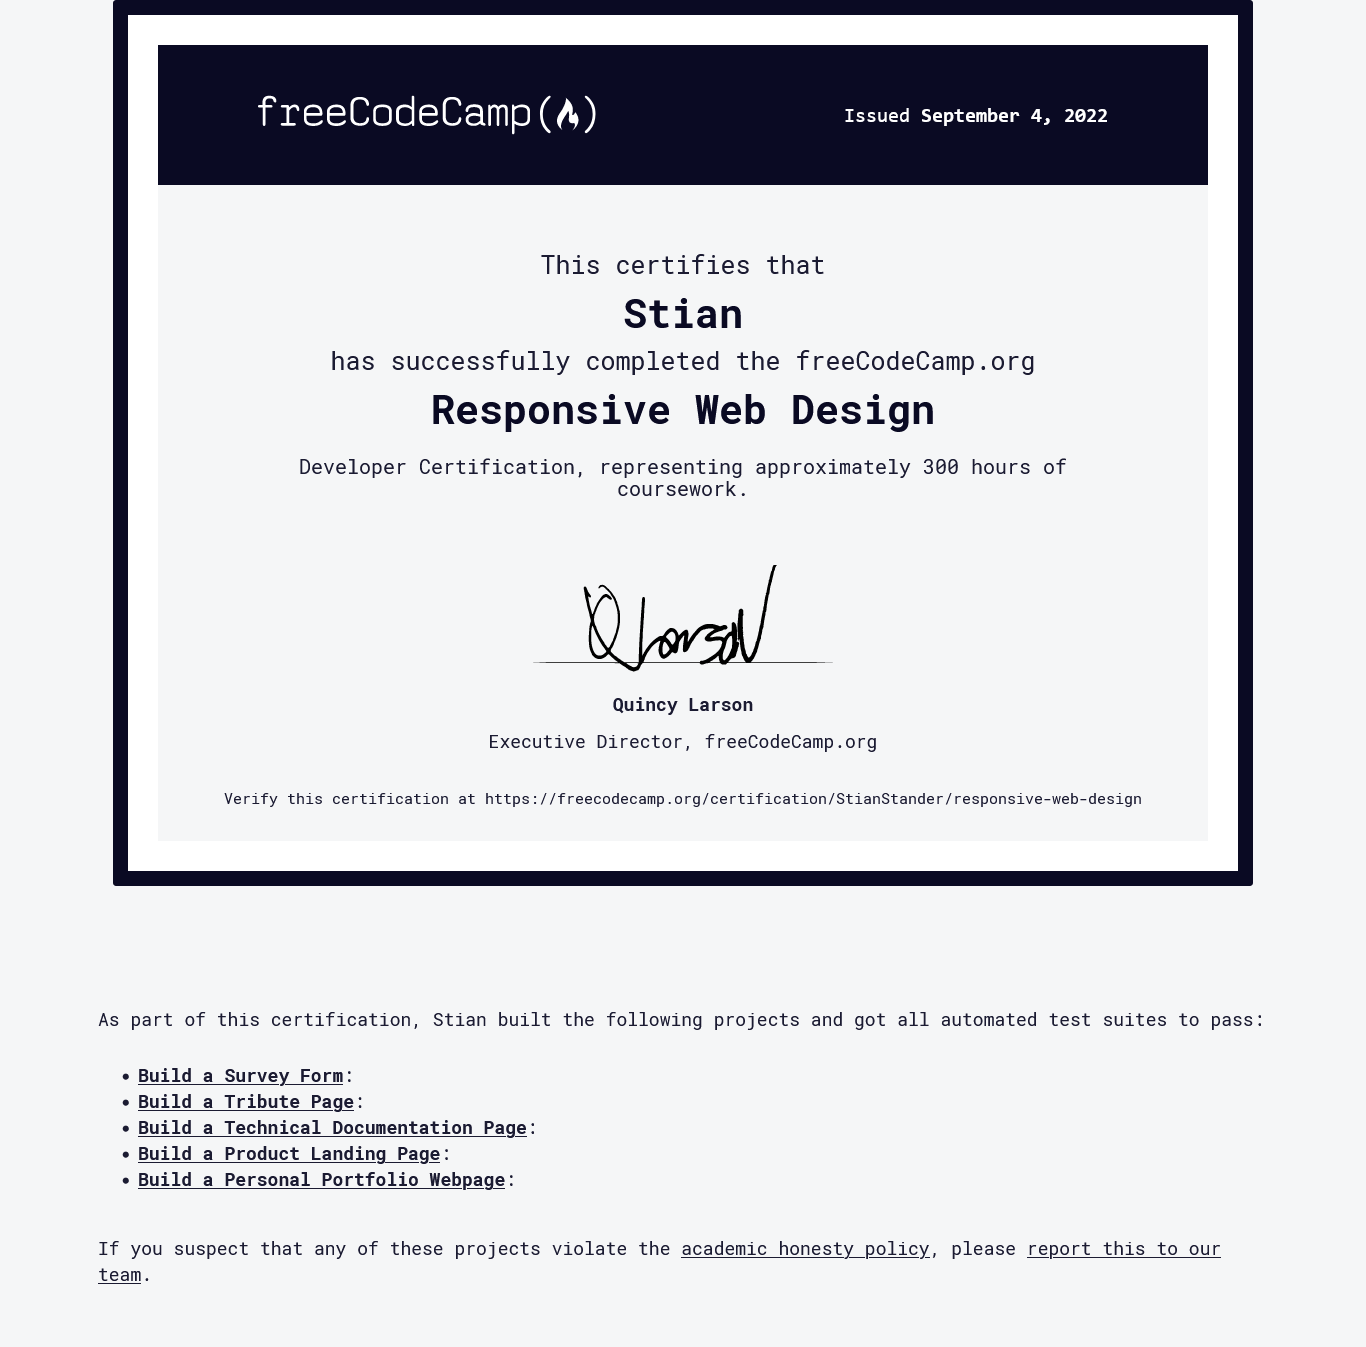 freeCodeCamp(🔥)
Issued September 4, 2022
This certifies that
Stian
has successfully completed the freeCodeCamp.org
Responsive Web Design
Developer Certification, representing approximately 300 hours of
coursework.
Q Larson
Quincy Larson
Executive Director, freeCodeCamp.org
Verify this certification at https://freecodecamp.org/certification/StianStander/responsive-web-design
As part of this certification, Stian built the following projects and got all automated test suites to pass:
• Build a Survey Form:
• Build a Tribute Page:
• Build a Technical Documentation Page:
• Build a Product Landing Page:
• Build a Personal Portfolio Webpage:
If you suspect that any of these projects violate the academic honesty policy, please report this to our
team.